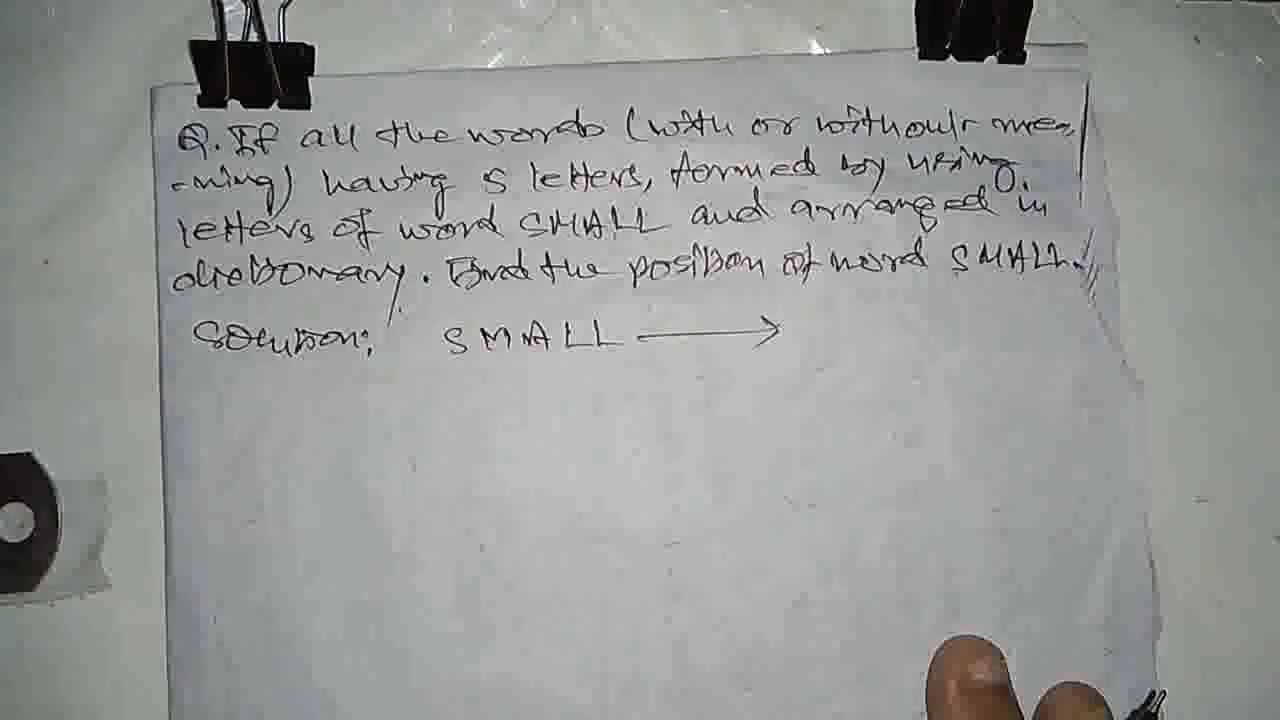 Q. If all the words (with or without mea
-ning) having 5 letters, formed by using
letters of word SMALL and arranged in
dictionary. Find the position of word SMALL.
Solution: SMALL →